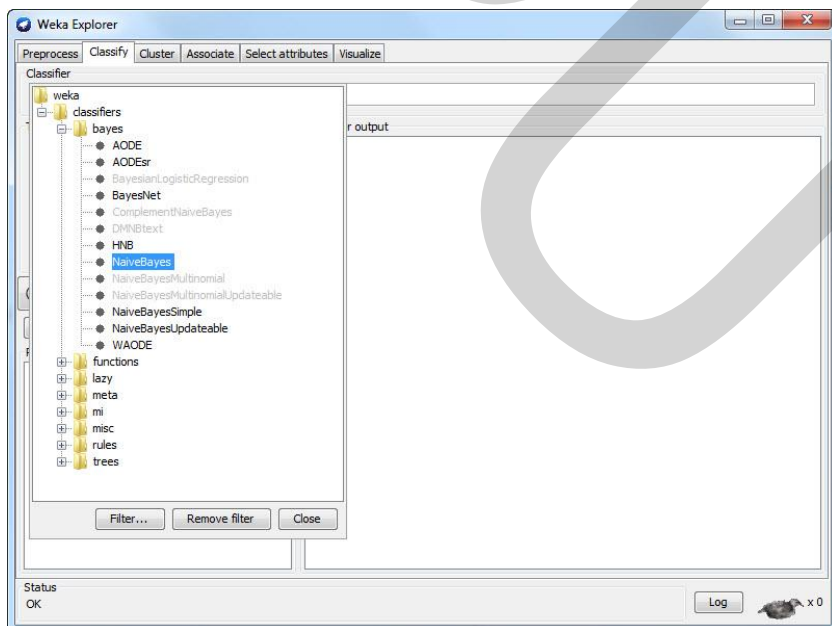 Weka Explorer
Preprocess Classify Cluster Associate Select attributes Visualize
Classifier
weka
classifiers
r output
bayes
AODE
AODEsr
BayesianLogisticRegression
BayesNet
ComplementNaiveBayes
DMNBtext
HNB
NaiveBayes
NaiveBayesMultinomial
NaiveBayesMultinomialUpdateable
NaiveBayesSimple
NaiveBayesUpdateable
WAODE
functions
lazy
meta
mi
misc
rules
trees
Filter... Remove filter Close
Status
OK
Log x 0